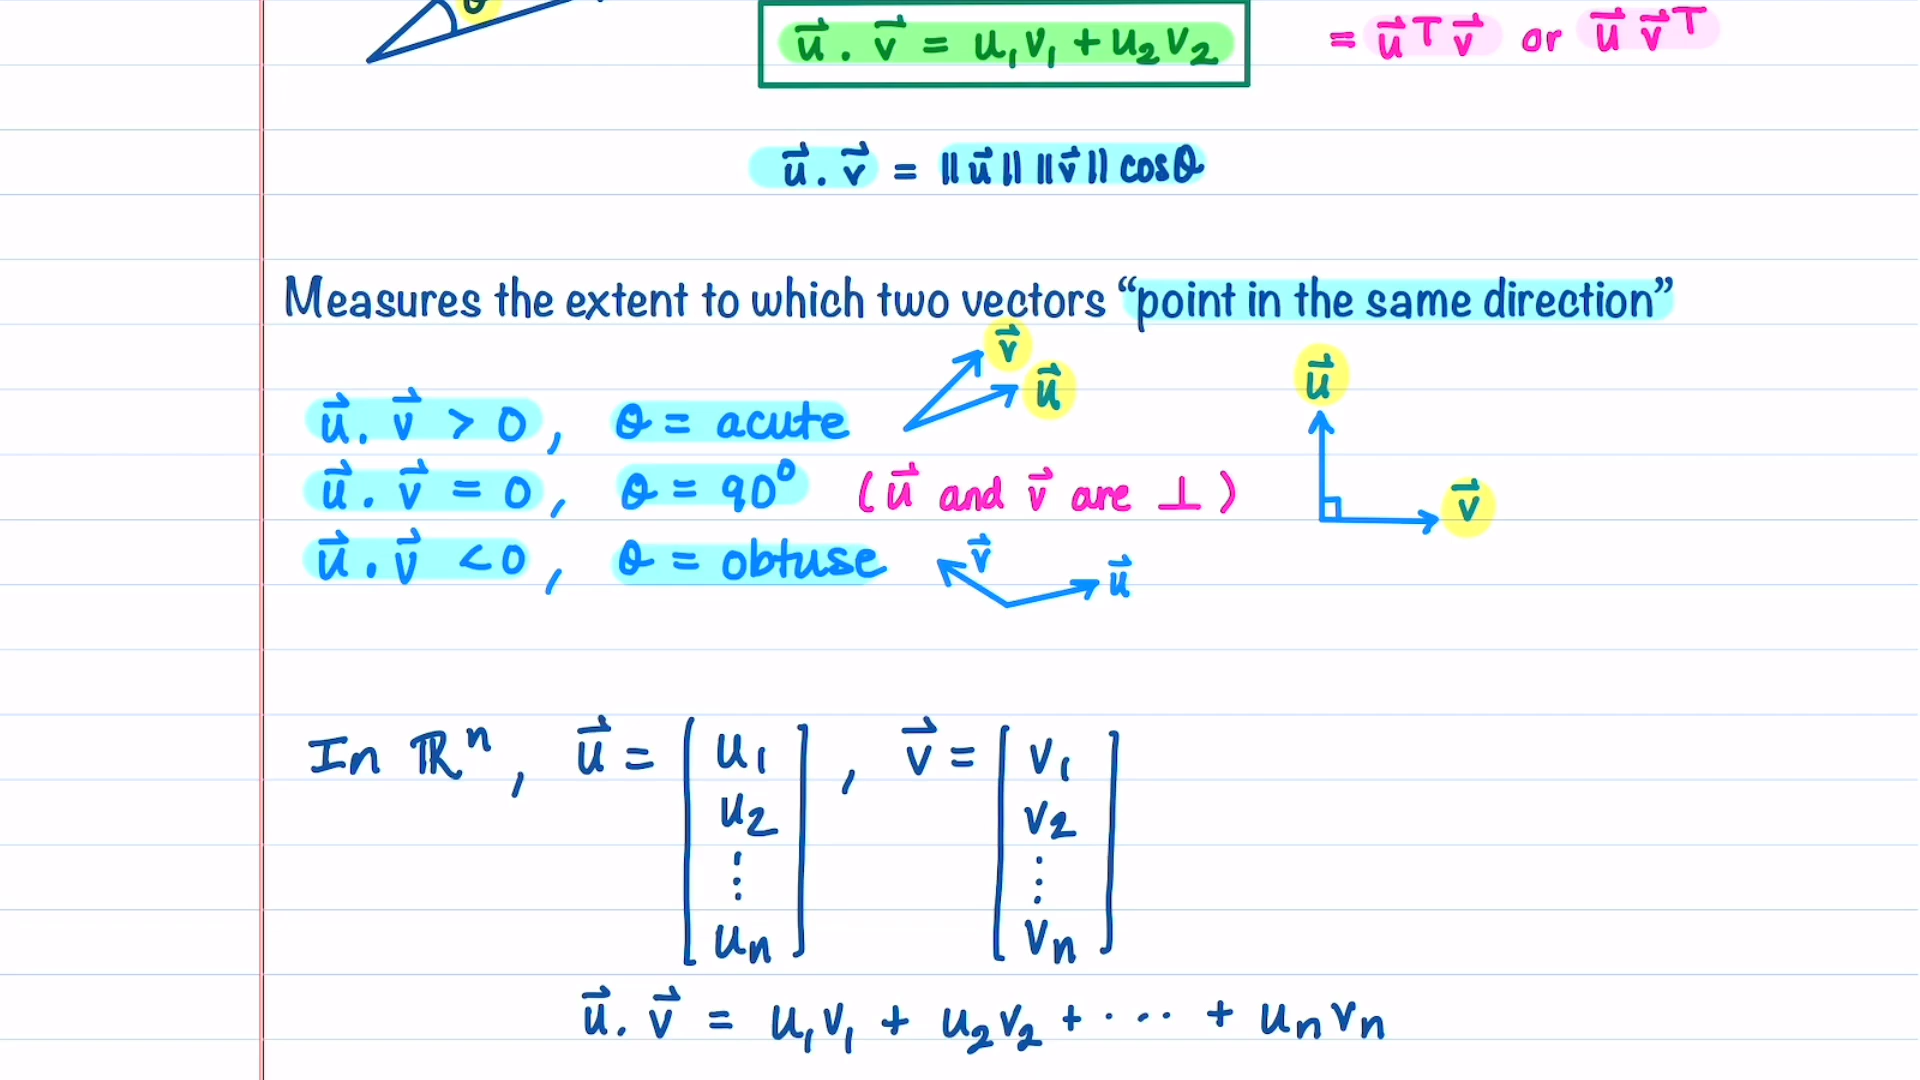 θ
u⃗ . v⃗ = u₁v₁ + u₂v₂ = u⃗ᵀv⃗ or u⃗ v⃗ᵀ
u⃗ . v⃗ = ‖u⃗‖ ‖v⃗‖ cosθ
Measures the extent to which two vectors “point in the same direction”
v⃗
u⃗
u⃗
u⃗ . v⃗ > 0 , θ = acute
u⃗ . v⃗ = 0 , θ = 90° (u⃗ and v⃗ are ⊥)
v⃗
u⃗ . v⃗ < 0 , θ = obtuse
v⃗
u⃗
In ℝⁿ, u⃗ = [u₁ u₂ ⋮ uₙ] , v⃗ = [v₁ v₂ ⋮ vₙ]
u⃗ . v⃗ = u₁v₁ + u₂v₂ + ···· + uₙvₙ